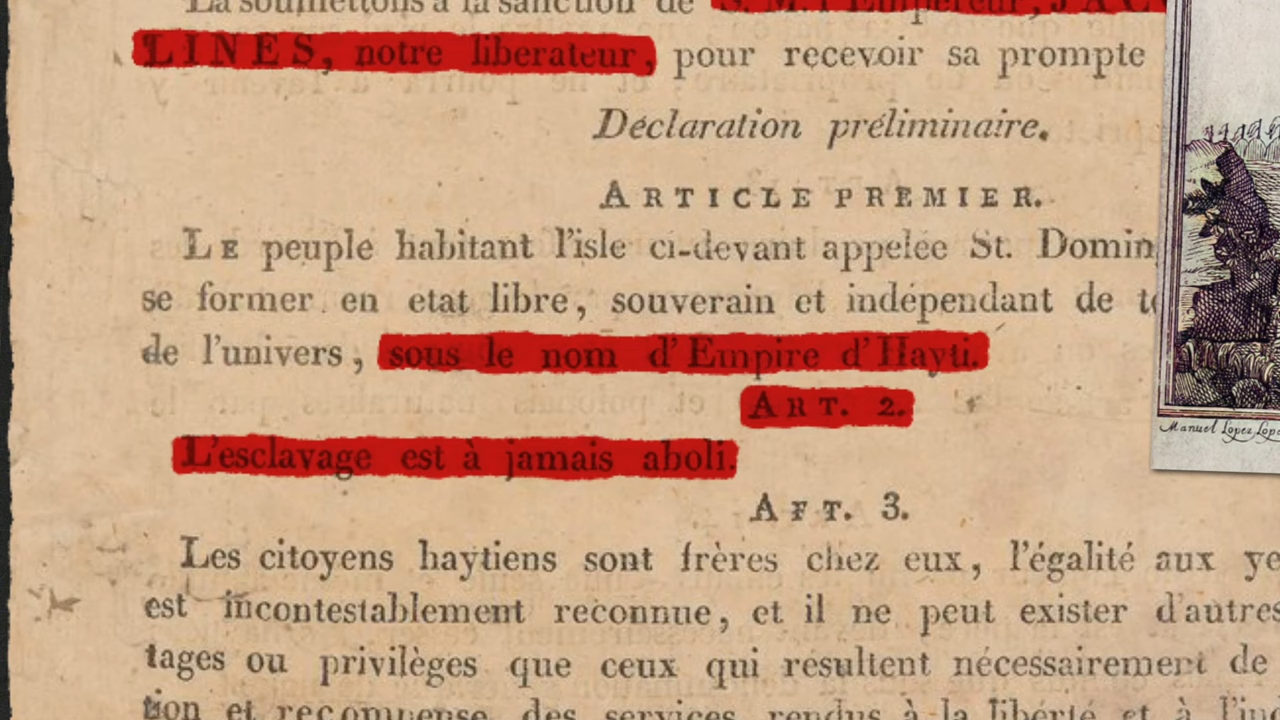 La soumettons à la sanction de S. M. l'Empereur, JAC
LINES, notre liberateur, pour recevoir sa prompte
Déclaration préliminaire.
ARTICLE PREMIER.
LE peuple habitant l'isle ci-devant appelée St. Domin
se former en etat libre, souverain et indépendant de to
de l'univers, sous le nom d'Empire d'Hayti.
ART. 2.
L'esclavage est à jamais aboli.
ART. 3.
Les citoyens haytiens sont frères chez eux, l'égalité aux ye
est incontestablement reconnue, et il ne peut exister d'autres
tages ou privilèges que ceux qui resultent nécessairement de
tion et recompense des services rendus à la liberté et à l'ind
Manuel Lopez Lope